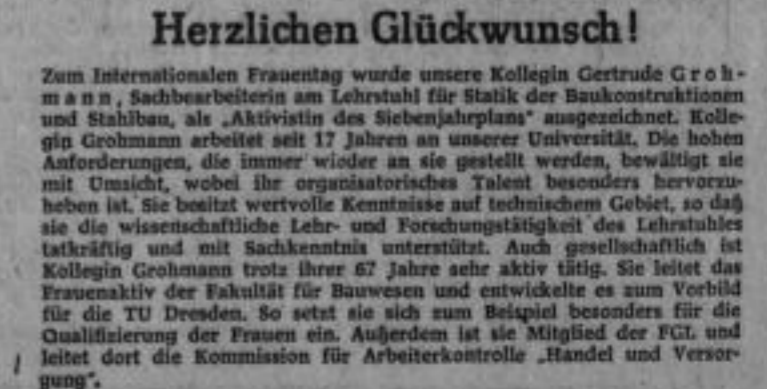 Herzlichen Glückwunsch!
Zum Internationalen Frauentag wurde unsere Kollegin Gertrude Groh-
mann, Sachbearbeiterin am Lehrstuhl für Statik der Baukonstruktionen
und Stahlbau, als „Aktivistin des Siebenjahrplans“ ausgezeichnet. Kolle-
gin Grohmann arbeitet seit 17 Jahren an unserer Universität. Die hohen
Anforderungen, die immer wieder an sie gestellt werden, bewältigt sie
mit Umsicht, wobei ihr organisatorisches Talent besonders hervorzu-
heben ist. Sie besitzt wertvolle Kenntnisse auf technischem Gebiet, so daß
sie die wissenschaftliche Lehr- und Forschungstätigkeit des Lehrstuhles
tatkräftig und mit Sachkenntnis unterstützt. Auch gesellschaftlich ist
Kollegin Grohmann trotz ihrer 67 Jahre sehr aktiv tätig. Sie leitet das
Frauenaktiv der Fakultät für Bauwesen und entwickelte es zum Vorbild
für die TU Dresden. So setzt sie sich zum Beispiel besonders für die
Qualifizierung der Frauen ein. Außerdem ist sie Mitglied der FGL und
leitet dort die Kommission für Arbeiterkontrolle „Handel und Versor-
gung“.